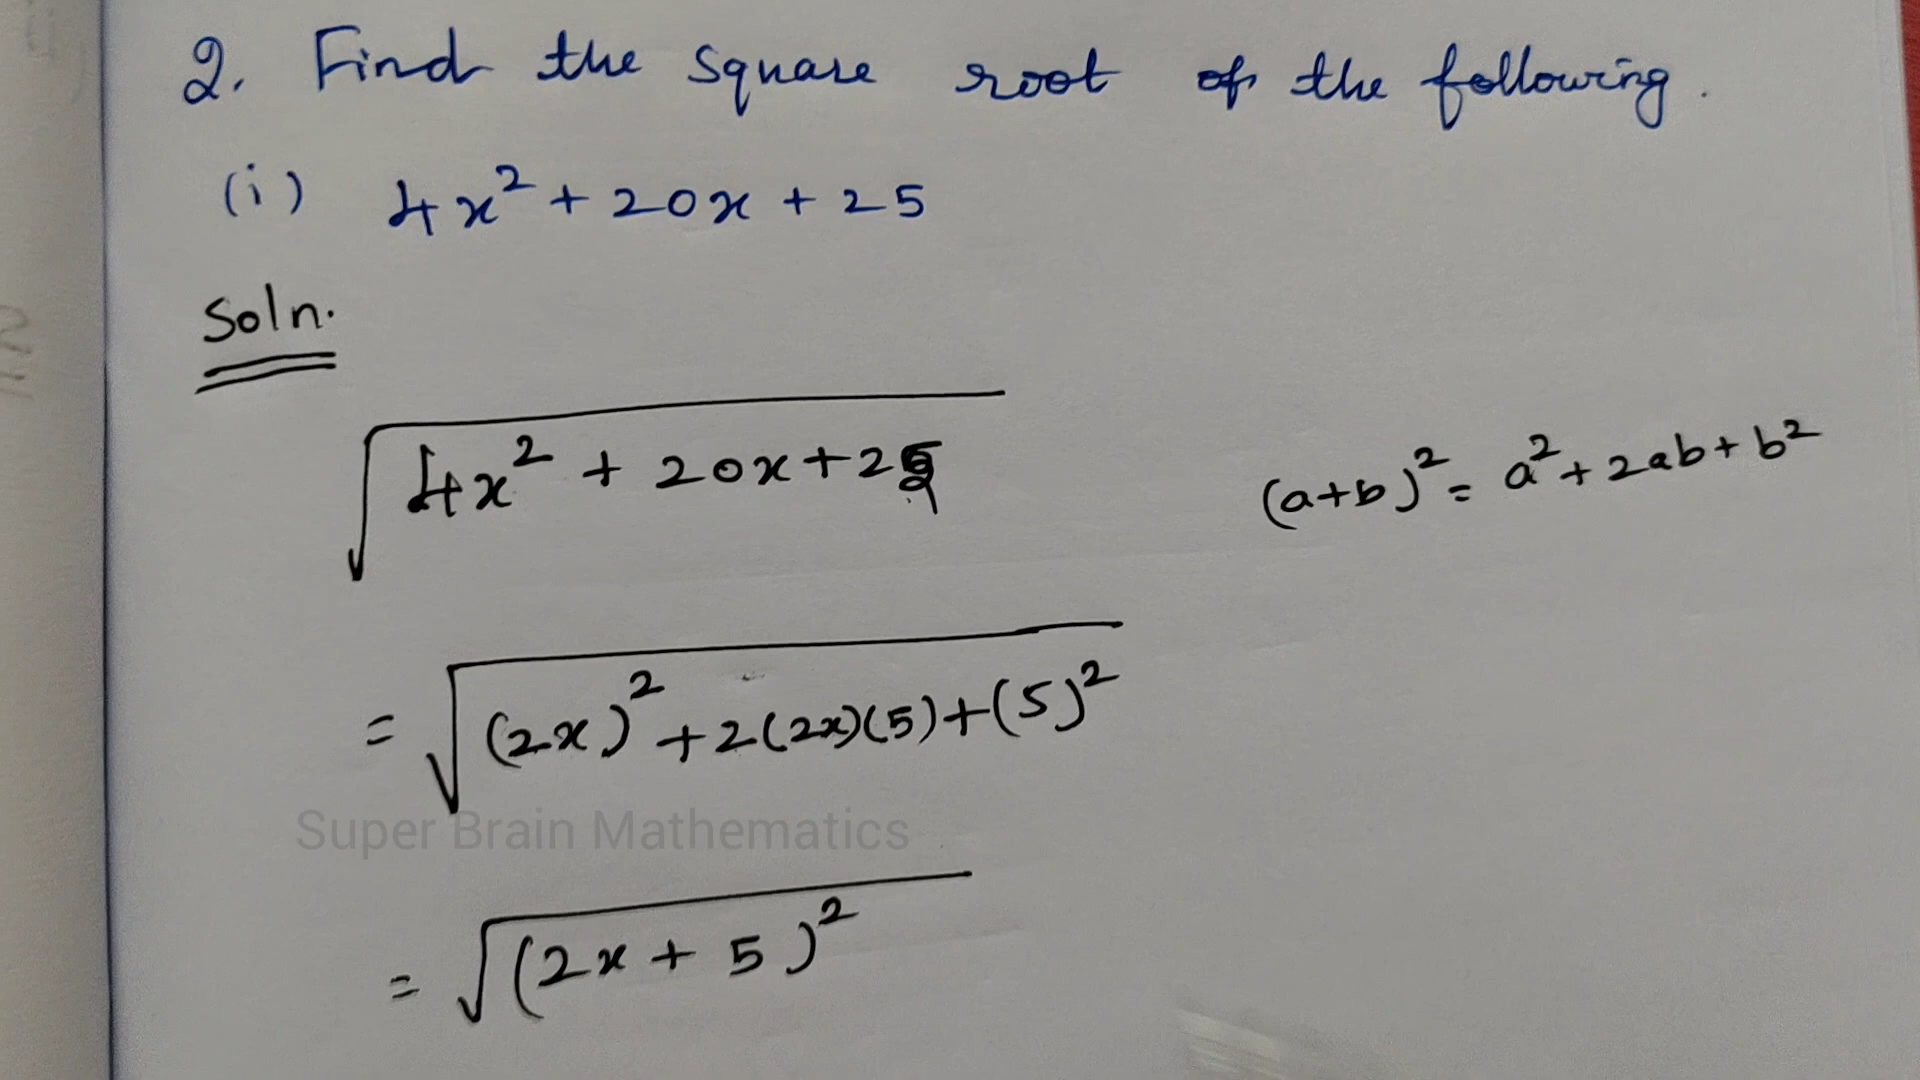 2. Find the square root of the following.
(i) 4x² + 20x + 25
Soln.
√4x² + 20x + 25
(a+b)² = a² + 2ab + b²
= √(2x)² + 2(2x)(5) + (5)²
Super Brain Mathematics
= √(2x + 5)²